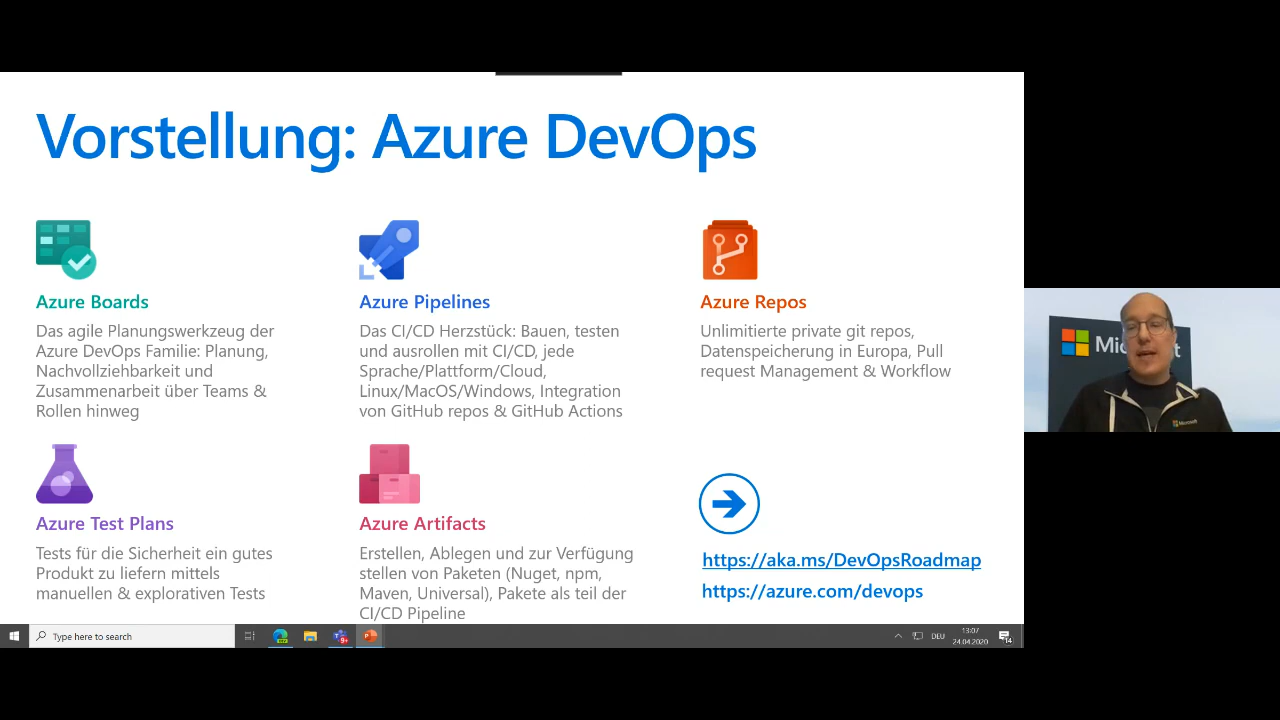 Vorstellung: Azure DevOps
Azure Boards
Das agile Planungswerkzeug der
Azure DevOps Familie: Planung,
Nachvollziehbarkeit und
Zusammenarbeit über Teams &
Rollen hinweg
Azure Pipelines
Das CI/CD Herzstück: Bauen, testen
und ausrollen mit CI/CD, jede
Sprache/Plattform/Cloud,
Linux/MacOS/Windows, Integration
von GitHub repos & GitHub Actions
Azure Repos
Unlimitierte private git repos,
Datenspeicherung in Europa, Pull
request Management & Workflow
Azure Test Plans
Tests für die Sicherheit ein gutes
Produkt zu liefern mittels
manuellen & explorativen Tests
Azure Artifacts
Erstellen, Ablegen und zur Verfügung
stellen von Paketen (Nuget, npm,
Maven, Universal), Pakete als teil der
CI/CD Pipeline
https://aka.ms/DevOpsRoadmap
https://azure.com/devops
Microsoft
Type here to search
9+
DEU
13:07
24.04.2020
14